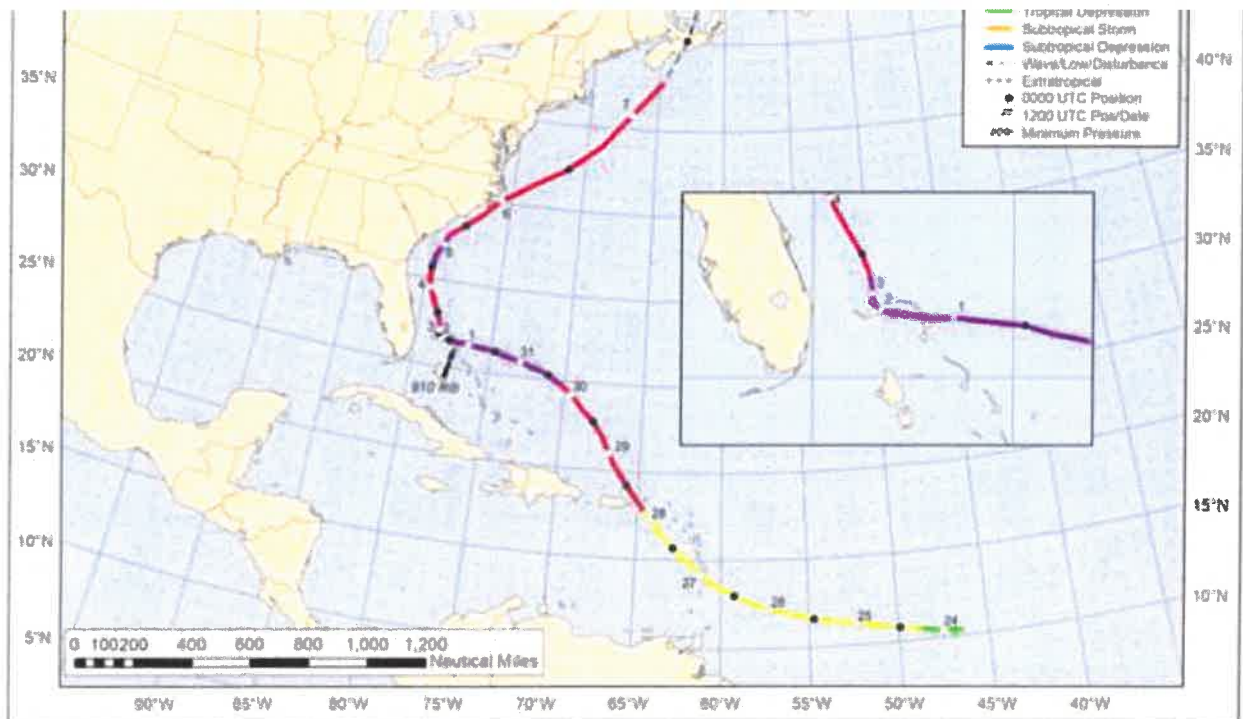 Tropical Depression
Subtropical Storm
Subtropical Depression
Wave/Low/Disturbance
Extratropical
0000 UTC Position
1200 UTC Pos/Date
Minimum Pressure
40°N
35°N
30°N
25°N
20°N
15°N
10°N
35°N
30°N
25°N
20°N
15°N
10°N
5°N
7
6
5
4
3
1
31
30
29
28
27
26
25
24
910 mb
3
2
1
0 100 200 400 600 800 1,000 1,200
Nautical Miles
90°W 85°W 80°W 75°W 70°W 65°W 60°W 55°W 50°W 45°W 40°W